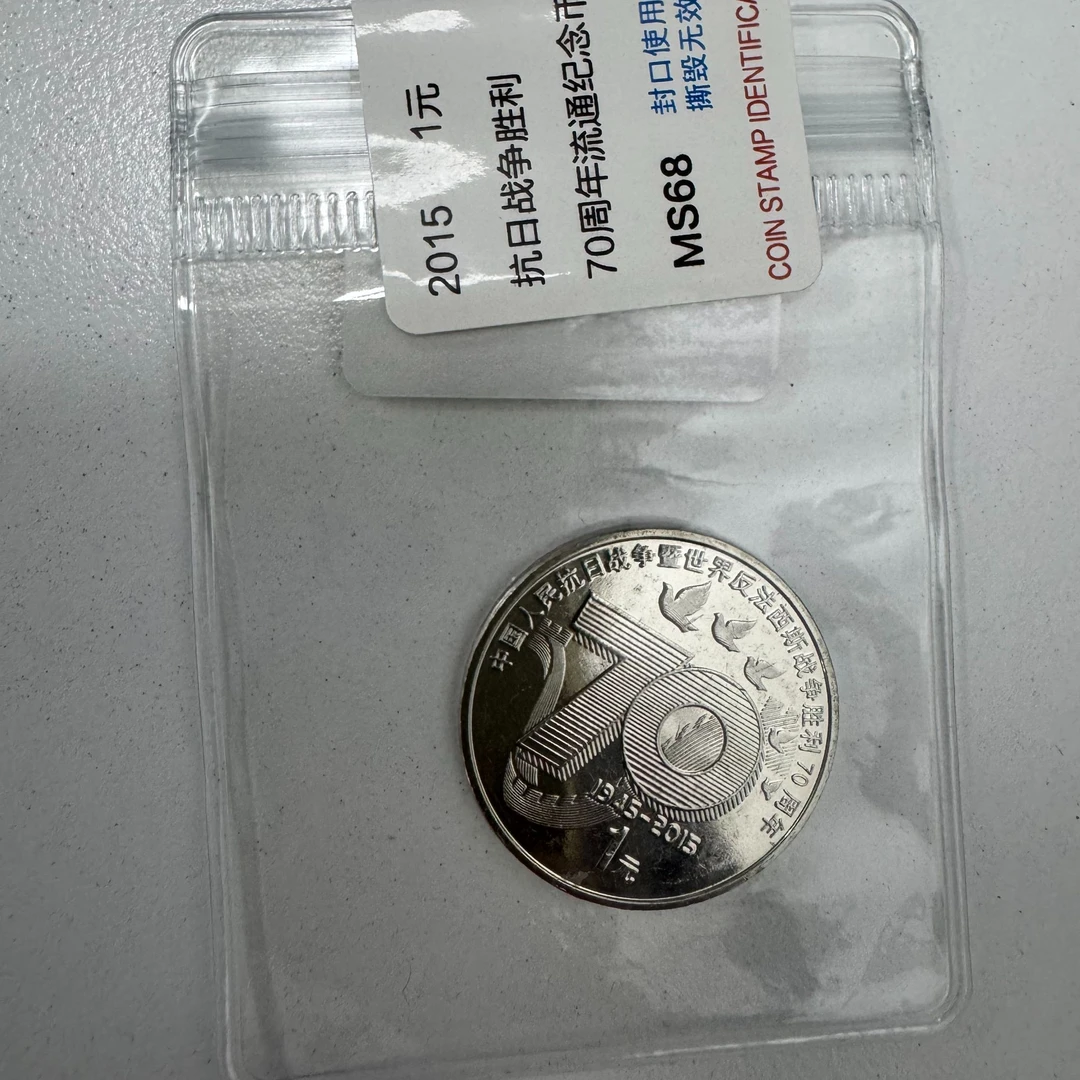 2015 1元
抗日战争胜利
70周年流通纪念币
MS68
封口使用
撕毁无效
COIN STAMP IDENTIFICA
中国人民抗日战争暨世界反法西斯战争胜利70周年
1945-2015
1元